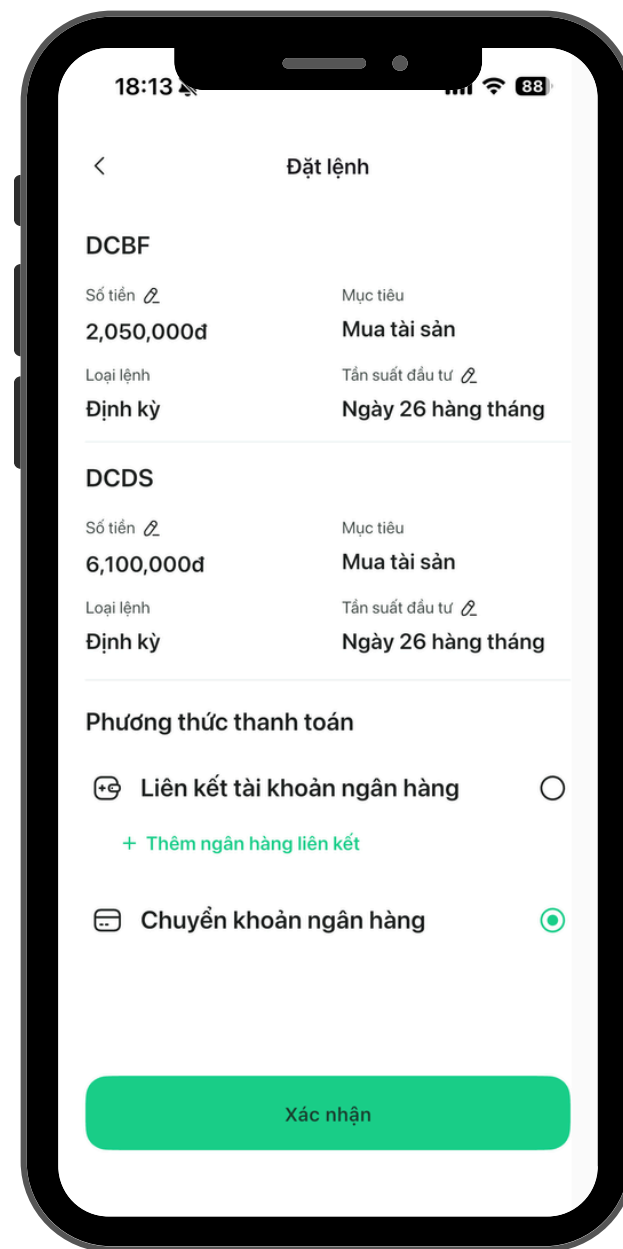 18:13
88
Đặt lệnh
DCBF
Số tiền
Mục tiêu
2,050,000đ
Mua tài sản
Loại lệnh
Tần suất đầu tư
Định kỳ
Ngày 26 hàng tháng
DCDS
Số tiền
Mục tiêu
6,100,000đ
Mua tài sản
Loại lệnh
Tần suất đầu tư
Định kỳ
Ngày 26 hàng tháng
Phương thức thanh toán
Liên kết tài khoản ngân hàng
+ Thêm ngân hàng liên kết
Chuyển khoản ngân hàng
Xác nhận